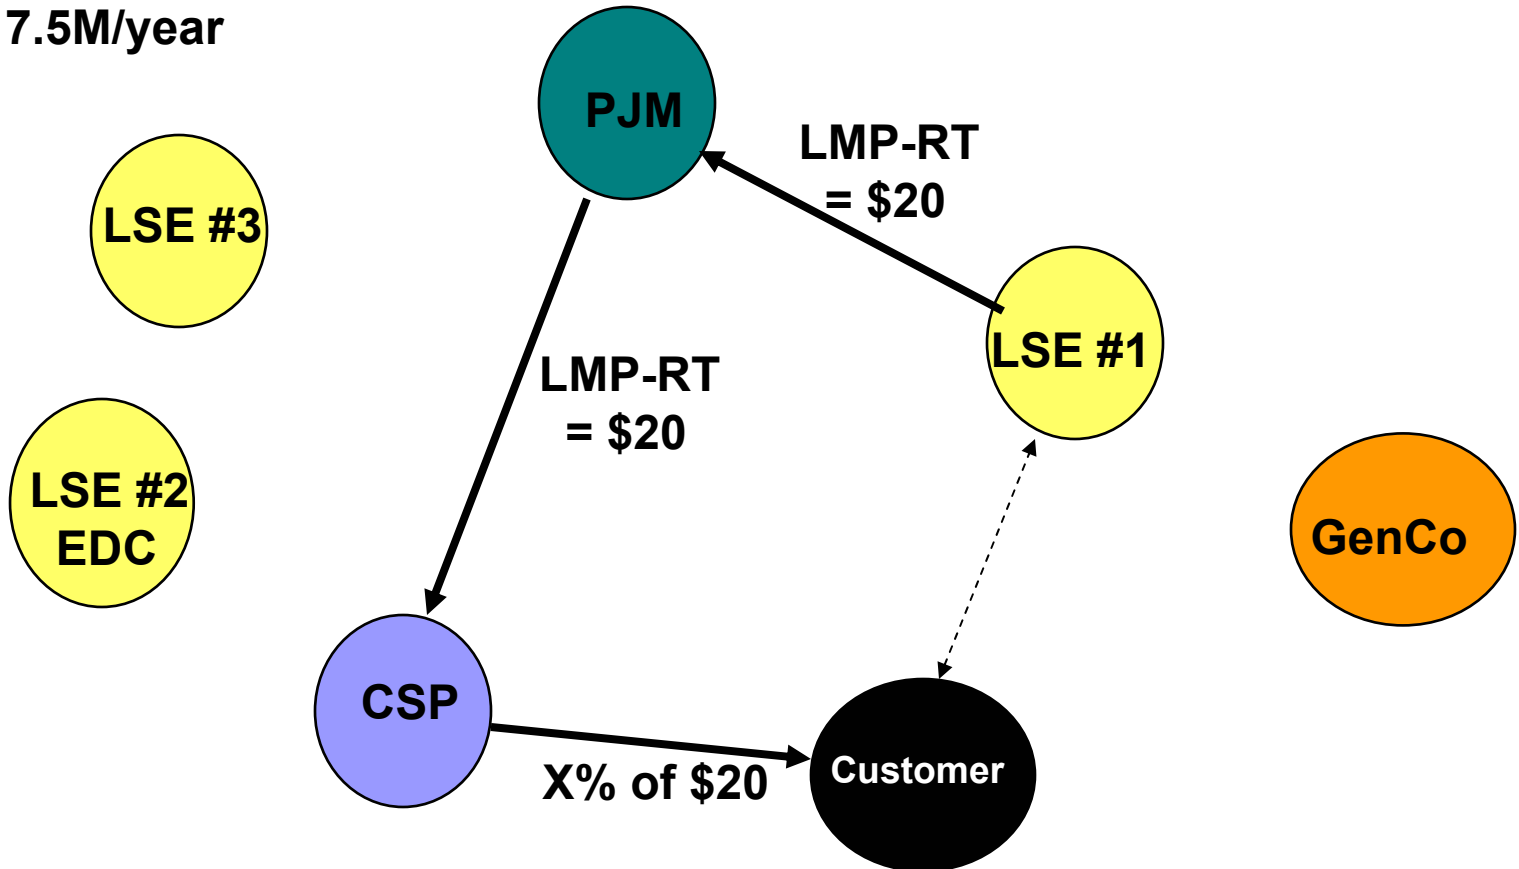 7.5M/year
PJM
LMP-RT
= $20
LSE #3
LSE #1
LMP-RT
= $20
LSE #2
EDC
GenCo
CSP
Customer
X% of $20